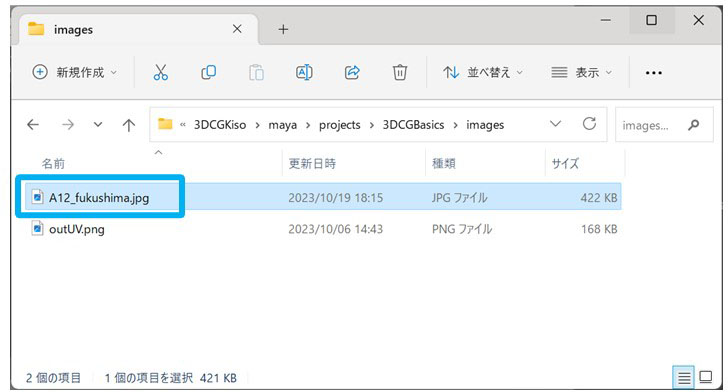 images
新規作成 並べ替え 表示
« 3DCGKiso > maya > projects > 3DCGBasics > images images...
名前 更新日時 種類 サイズ
A12_fukushima.jpg 2023/10/19 18:15 JPG ファイル 422 KB
outUV.png 2023/10/06 14:43 PNG ファイル 168 KB
2 個の項目 1 個の項目を選択 421 KB